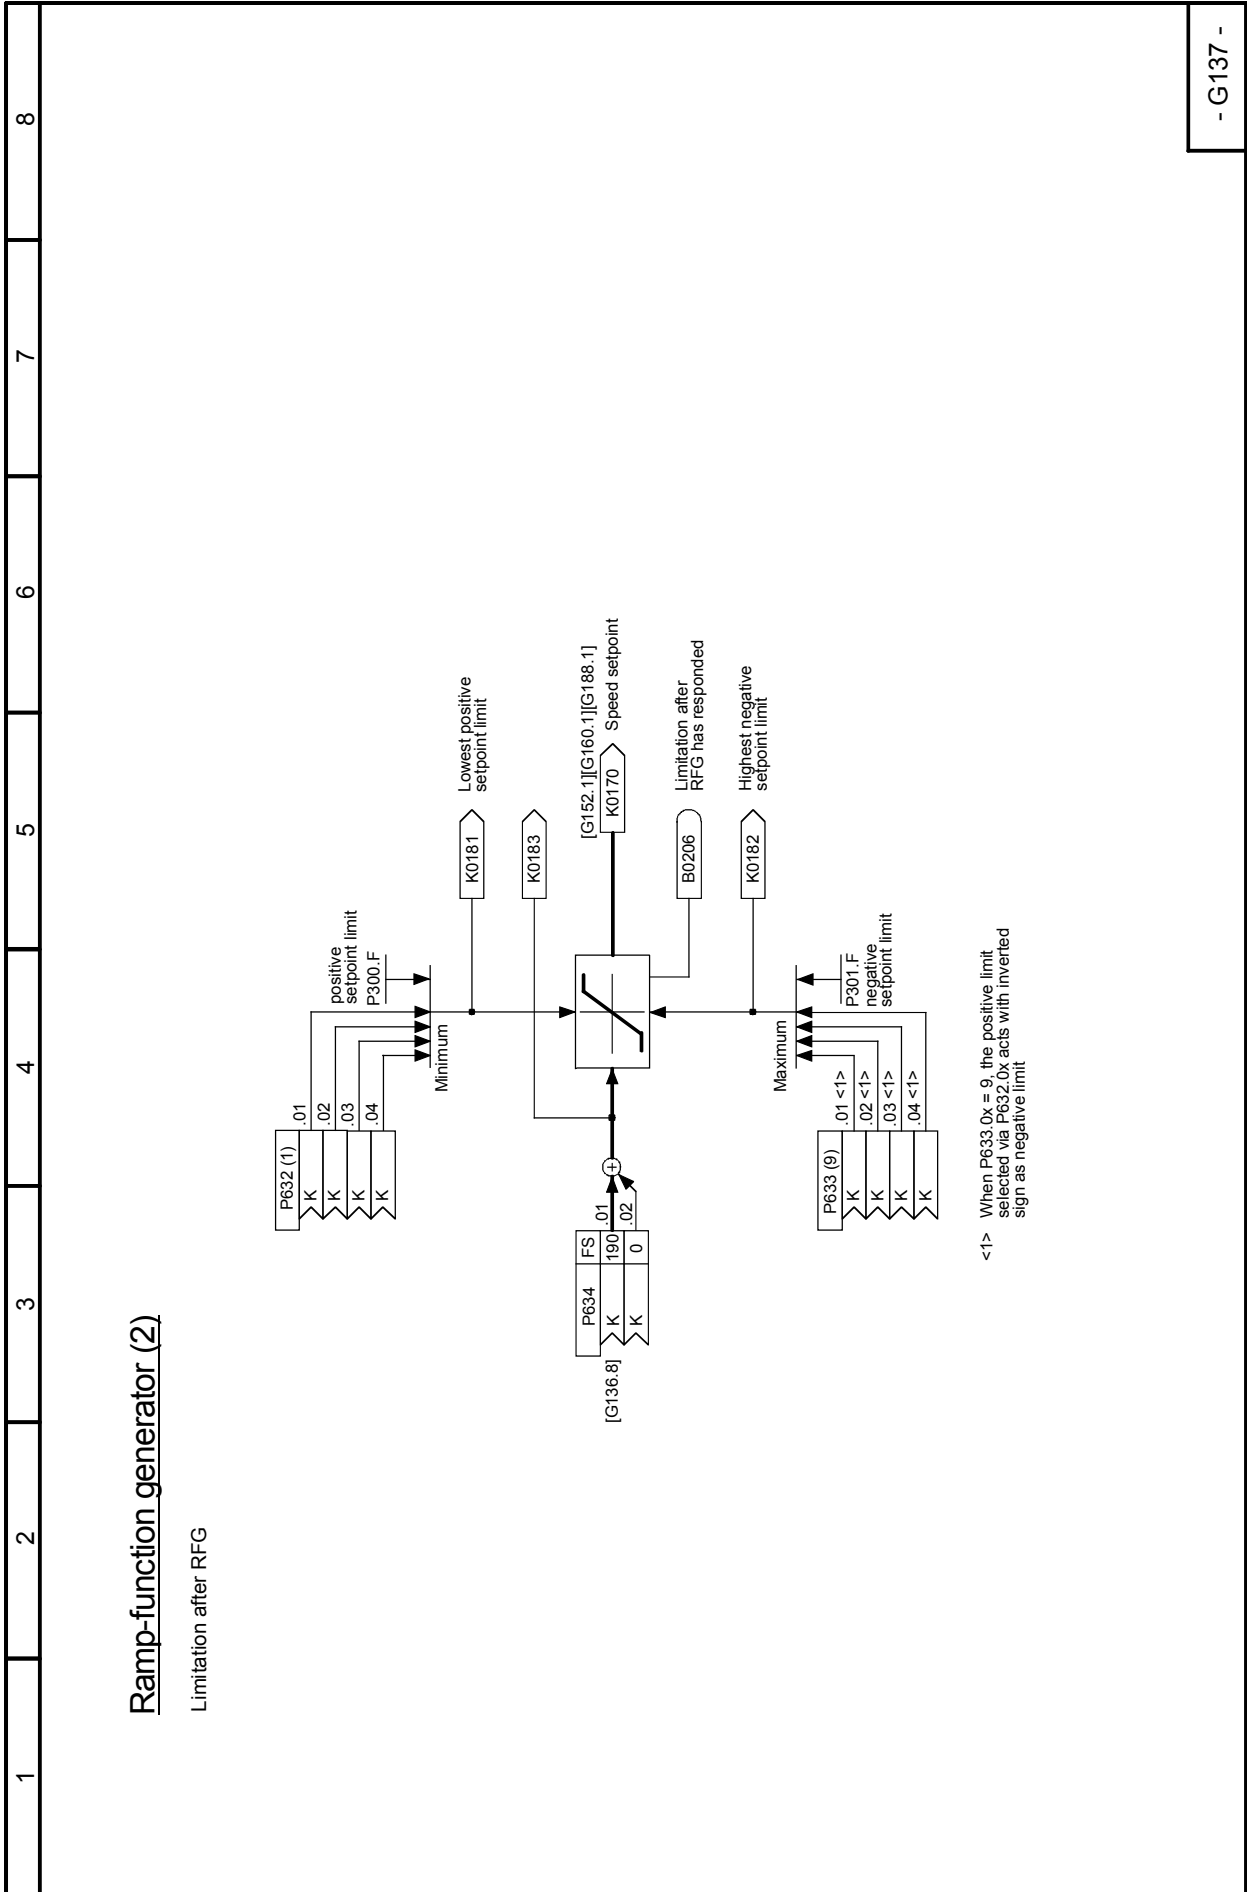 1 2 3 4 5 6 7 8
Ramp-function generator (2)
Limitation after RFG
P632 (1)
K .01
K .02
K .03
K .04
positive
setpoint limit
P300.F
Minimum
K0181
Lowest positive
setpoint limit
K0183
[G152.1][G160.1][G188.1]
K0170 Speed setpoint
P634 FS
[G136.8]
K 190 .01
K 0 .02
+
B0206
Limitation after
RFG has responded
K0182
Highest negative
setpoint limit
Maximum
P301.F
negative
setpoint limit
P633 (9)
K .01 <1>
K .02 <1>
K .03 <1>
K .04 <1>
<1> When P633.0x = 9, the positive limit
selected via P632.0x acts with inverted
sign as negative limit
- G137 -